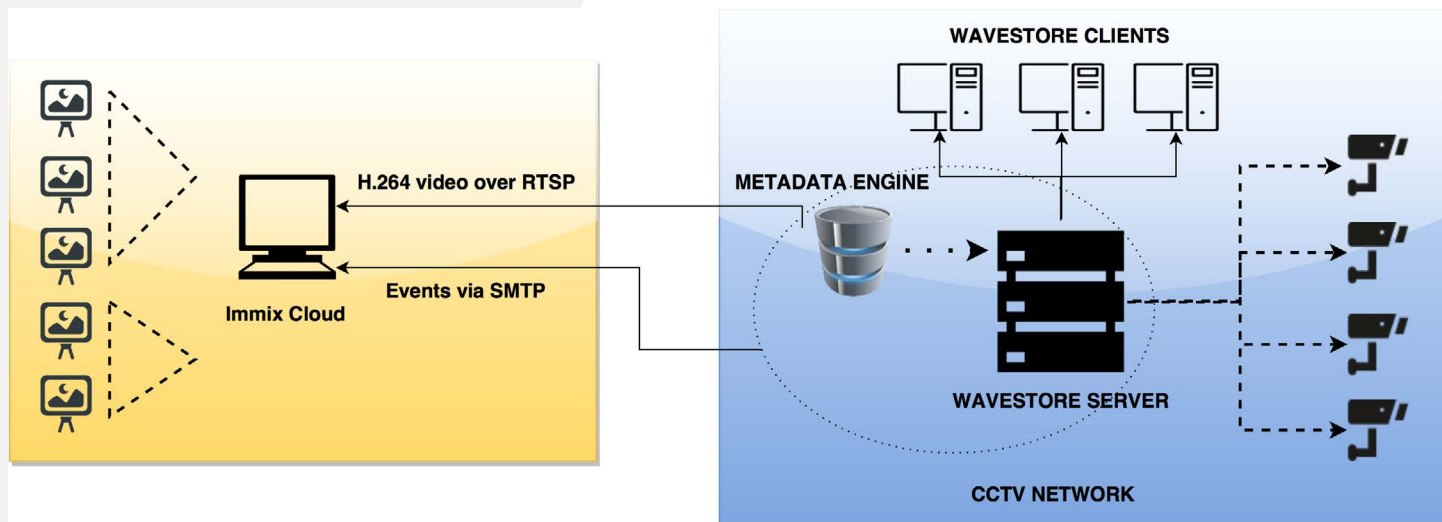 WAVESTORE CLIENTS
H.264 video over RTSP
METADATA ENGINE
Events via SMTP
Immix Cloud
WAVESTORE SERVER
CCTV NETWORK